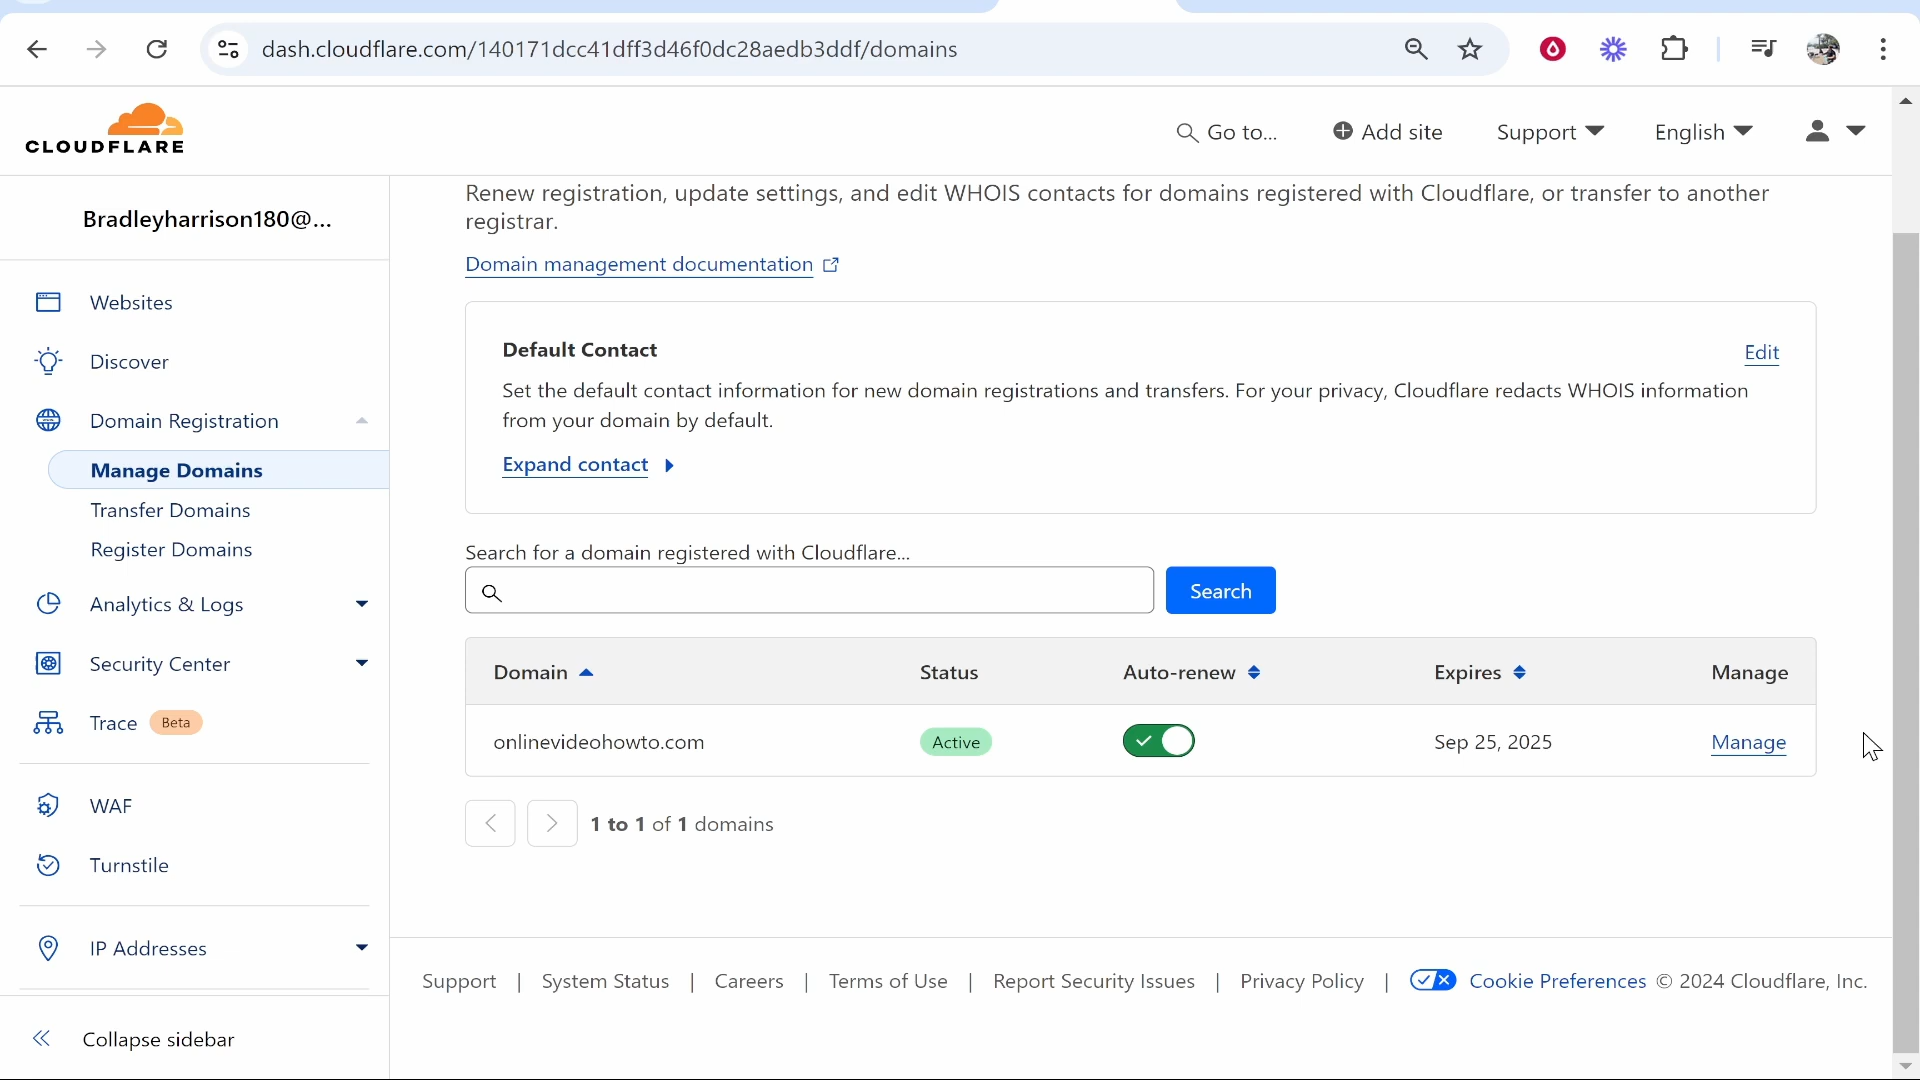 dash.cloudflare.com/140171dcc41dff3d46f0dc28aedb3ddf/domains
CLOUDFLARE
Go to...
Add site
Support
English
Bradleyharrison180@...
Websites
Discover
Domain Registration
Manage Domains
Transfer Domains
Register Domains
Analytics & Logs
Security Center
Trace Beta
WAF
Turnstile
IP Addresses
Collapse sidebar
Renew registration, update settings, and edit WHOIS contacts for domains registered with Cloudflare, or transfer to another
registrar.
Domain management documentation
Default Contact
Edit
Set the default contact information for new domain registrations and transfers. For your privacy, Cloudflare redacts WHOIS information
from your domain by default.
Expand contact
Search for a domain registered with Cloudflare...
Search
Domain Status Auto-renew Expires Manage
onlinevideohowto.com Active Sep 25, 2025 Manage
1 to 1 of 1 domains
Support | System Status | Careers | Terms of Use | Report Security Issues | Privacy Policy | Cookie Preferences © 2024 Cloudflare, Inc.